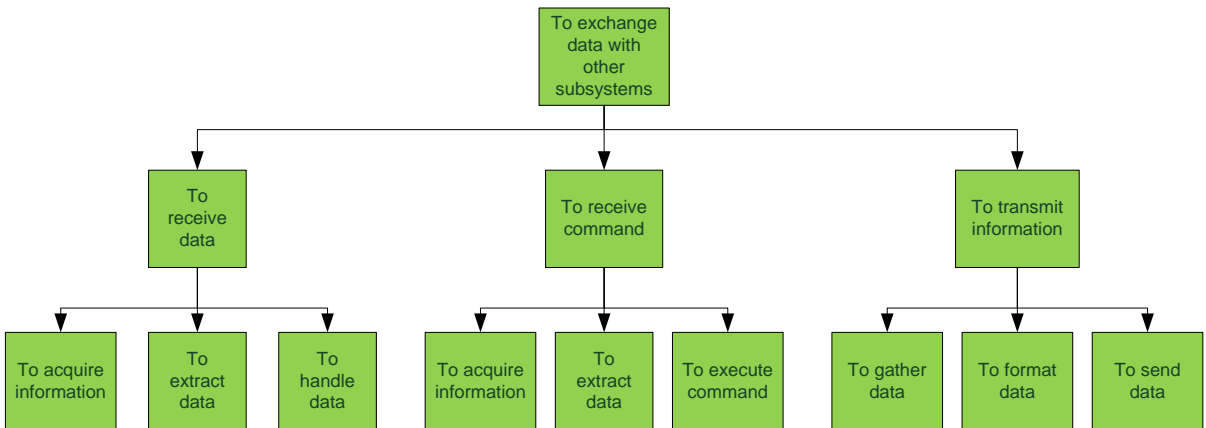 To exchange
data with
other
subsystems
To
receive
data
To receive
command
To transmit
information
To acquire
information
To
extract
data
To
handle
data
To acquire
information
To
extract
data
To execute
command
To gather
data
To format
data
To send
data